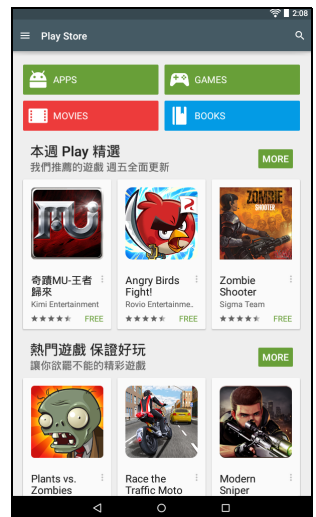 2:08
Play Store
APPS
GAMES
MOVIES
BOOKS
本週 Play 精選
我們推薦的遊戲 週五全面更新
MORE
MU
ZOMBIE
SHOOTER
奇蹟MU-王者
歸來
Kimi Entertainment
FREE
Angry Birds
Fight!
Rovio Entertainme..
FREE
Zombie
Shooter
Sigma Team
FREE
熱門遊戲 保證好玩
讓你欲罷不能的精彩遊戲
MORE
Plants vs.
Zombies
Race the
Traffic Moto
Modern
Sniper